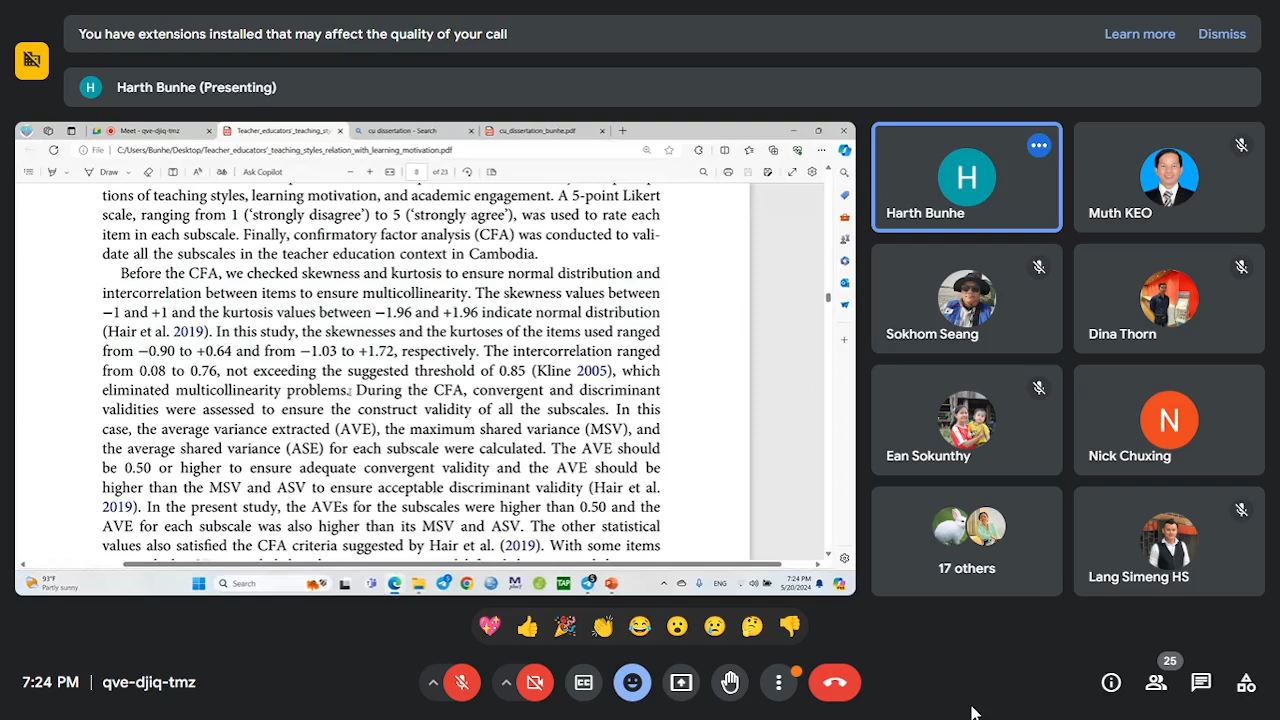 You have extensions installed that may affect the quality of your call
Learn more
Dismiss
H Harth Bunhe (Presenting)
Meet - qve-djiq-tmz
Teacher_educators'_teaching_sty
cu dissertation - Search
cu_dissertation_bunhe.pdf
File C:/Users/Bunhe/Desktop/Teacher_educators'_teaching_styles_relation_with_learning_motivation.pdf
Draw
Ask Copilot
8 of 23
tions of teaching styles, learning motivation, and academic engagement. A 5-point Likert
scale, ranging from 1 (‘strongly disagree’) to 5 (‘strongly agree’), was used to rate each
item in each subscale. Finally, confirmatory factor analysis (CFA) was conducted to vali-
date all the subscales in the teacher education context in Cambodia.
Before the CFA, we checked skewness and kurtosis to ensure normal distribution and
intercorrelation between items to ensure multicollinearity. The skewness values between
−1 and +1 and the kurtosis values between −1.96 and +1.96 indicate normal distribution
(Hair et al. 2019). In this study, the skewnesses and the kurtoses of the items used ranged
from −0.90 to +0.64 and from −1.03 to +1.72, respectively. The intercorrelation ranged
from 0.08 to 0.76, not exceeding the suggested threshold of 0.85 (Kline 2005), which
eliminated multicollinearity problems. During the CFA, convergent and discriminant
validities were assessed to ensure the construct validity of all the subscales. In this
case, the average variance extracted (AVE), the maximum shared variance (MSV), and
the average shared variance (ASE) for each subscale were calculated. The AVE should
be 0.50 or higher to ensure adequate convergent validity and the AVE should be
higher than the MSV and ASV to ensure acceptable discriminant validity (Hair et al.
2019). In the present study, the AVEs for the subscales were higher than 0.50 and the
AVE for each subscale was also higher than its MSV and ASV. The other statistical
values also satisfied the CFA criteria suggested by Hair et al. (2019). With some items
93°F
Partly sunny
Search
TAP
ENG
7:24 PM
5/20/2024
H
Harth Bunhe
Muth KEO
Sokhom Seang
Dina Thorn
Ean Sokunthy
N
Nick Chuxing
17 others
Lang Simeng HS
7:24 PM | qve-djiq-tmz
25